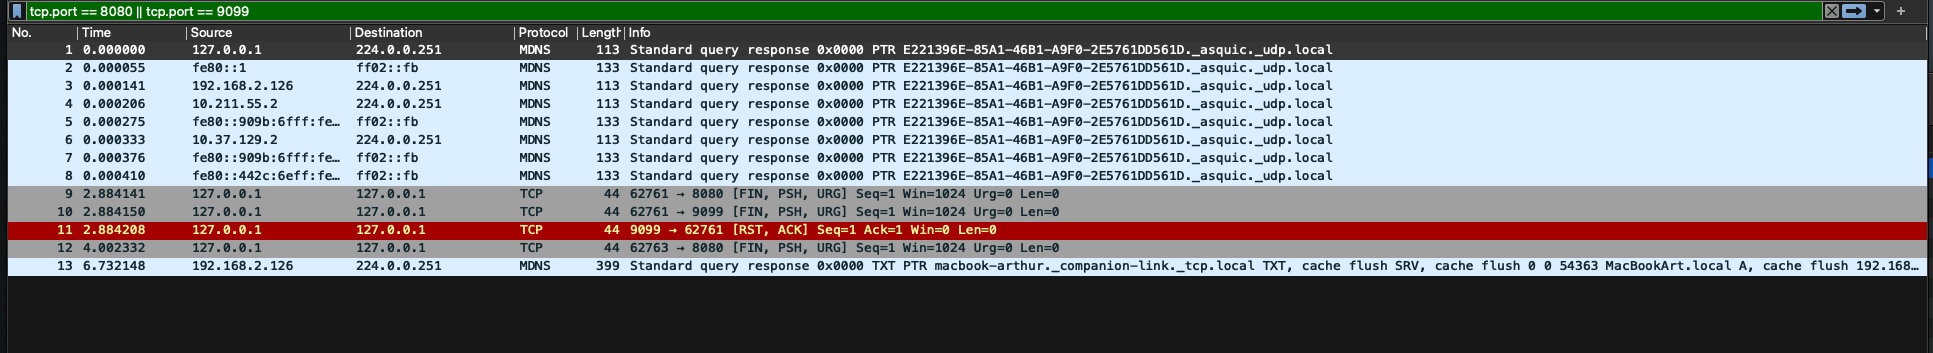 tcp.port == 8080 || tcp.port == 9099
No. Time Source Destination Protocol Length Info
1 0.000000 127.0.0.1 224.0.0.251 MDNS 113 Standard query response 0x0000 PTR E221396E-85A1-46B1-A9F0-2E5761DD561D._asquic._udp.local
2 0.000055 fe80::1 ff02::fb MDNS 133 Standard query response 0x0000 PTR E221396E-85A1-46B1-A9F0-2E5761DD561D._asquic._udp.local
3 0.000141 192.168.2.126 224.0.0.251 MDNS 113 Standard query response 0x0000 PTR E221396E-85A1-46B1-A9F0-2E5761DD561D._asquic._udp.local
4 0.000206 10.211.55.2 224.0.0.251 MDNS 113 Standard query response 0x0000 PTR E221396E-85A1-46B1-A9F0-2E5761DD561D._asquic._udp.local
5 0.000275 fe80::909b:6fff:fe… ff02::fb MDNS 133 Standard query response 0x0000 PTR E221396E-85A1-46B1-A9F0-2E5761DD561D._asquic._udp.local
6 0.000333 10.37.129.2 224.0.0.251 MDNS 113 Standard query response 0x0000 PTR E221396E-85A1-46B1-A9F0-2E5761DD561D._asquic._udp.local
7 0.000376 fe80::909b:6fff:fe… ff02::fb MDNS 133 Standard query response 0x0000 PTR E221396E-85A1-46B1-A9F0-2E5761DD561D._asquic._udp.local
8 0.000410 fe80::442c:6eff:fe… ff02::fb MDNS 133 Standard query response 0x0000 PTR E221396E-85A1-46B1-A9F0-2E5761DD561D._asquic._udp.local
9 2.884141 127.0.0.1 127.0.0.1 TCP 44 62761 → 8080 [FIN, PSH, URG] Seq=1 Win=1024 Urg=0 Len=0
10 2.884150 127.0.0.1 127.0.0.1 TCP 44 62761 → 9099 [FIN, PSH, URG] Seq=1 Win=1024 Urg=0 Len=0
11 2.884208 127.0.0.1 127.0.0.1 TCP 44 9099 → 62761 [RST, ACK] Seq=1 Ack=1 Win=0 Len=0
12 4.002332 127.0.0.1 127.0.0.1 TCP 44 62763 → 8080 [FIN, PSH, URG] Seq=1 Win=1024 Urg=0 Len=0
13 6.732148 192.168.2.126 224.0.0.251 MDNS 399 Standard query response 0x0000 TXT PTR macbook-arthur._companion-link._tcp.local TXT, cache flush SRV, cache flush 0 0 54363 MacBookArt.local A, cache flush 192.168…